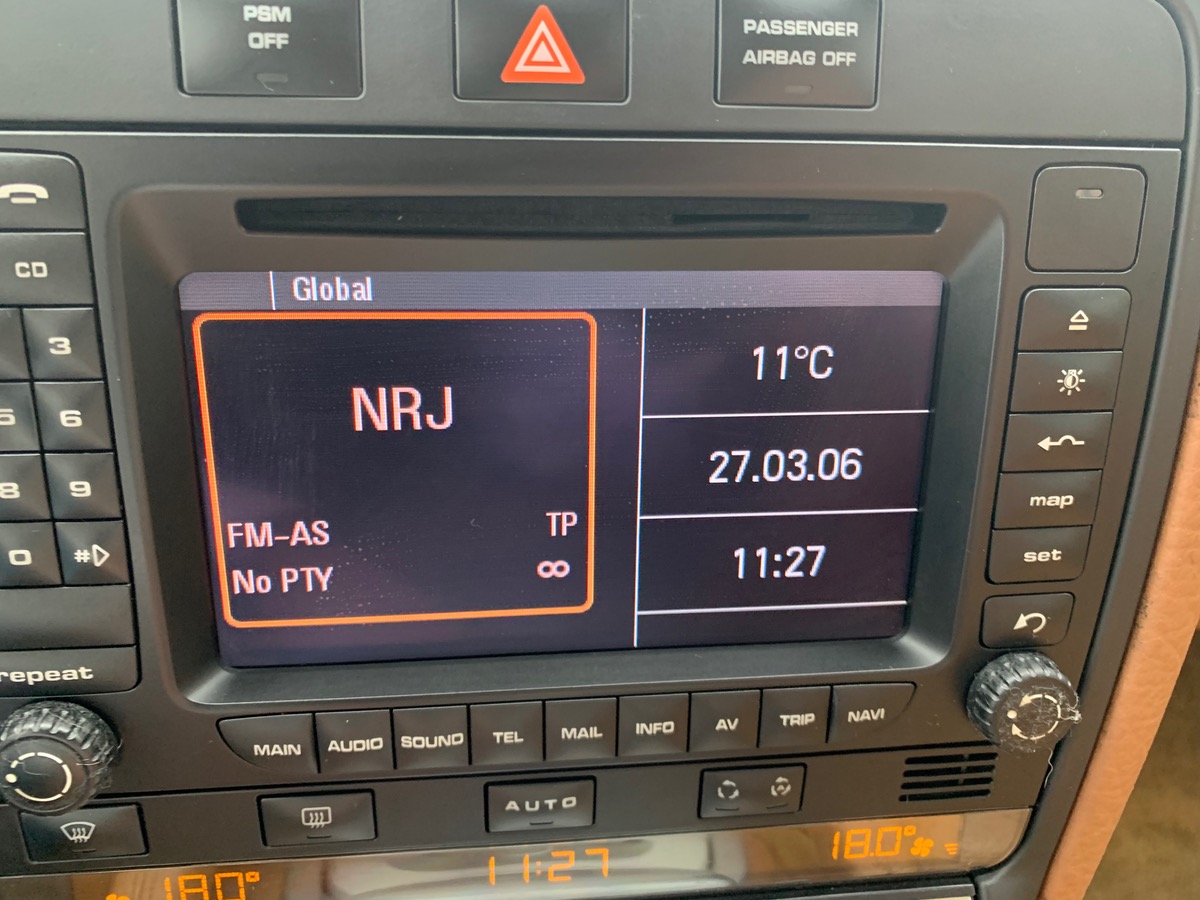 PSM
OFF
PASSENGER
AIRBAG OFF
CD
3
5
6
8
9
0
#
repeat
Global
NRJ
FM-AS
TP
No PTY
11°C
27.03.06
11:27
map
set
MAIN
AUDIO
SOUND
TEL
MAIL
INFO
AV
TRIP
NAVI
AUTO
18.0°
11:27
18.0°